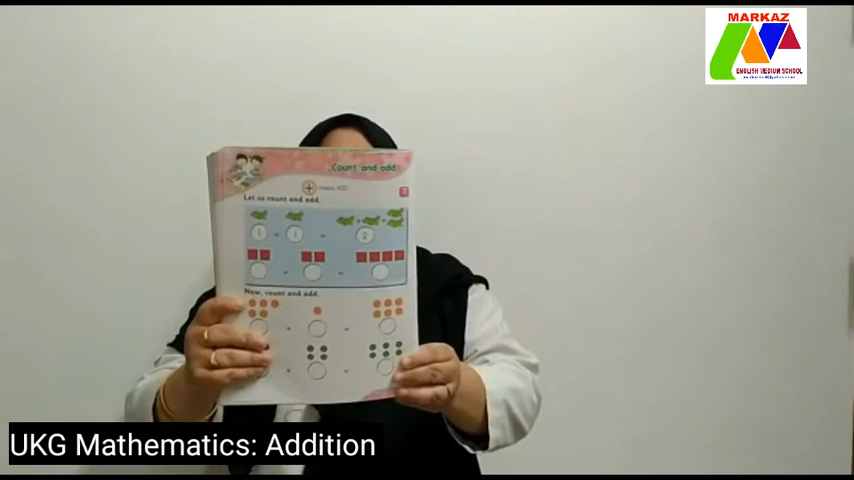 MARKAZ
ENGLISH MEDIUM SCHOOL
Count and add
+ means ADD
Let us count and add.
1 + 1 = 2
+ =
Now, count and add.
+ =
+ =
UKG Mathematics: Addition